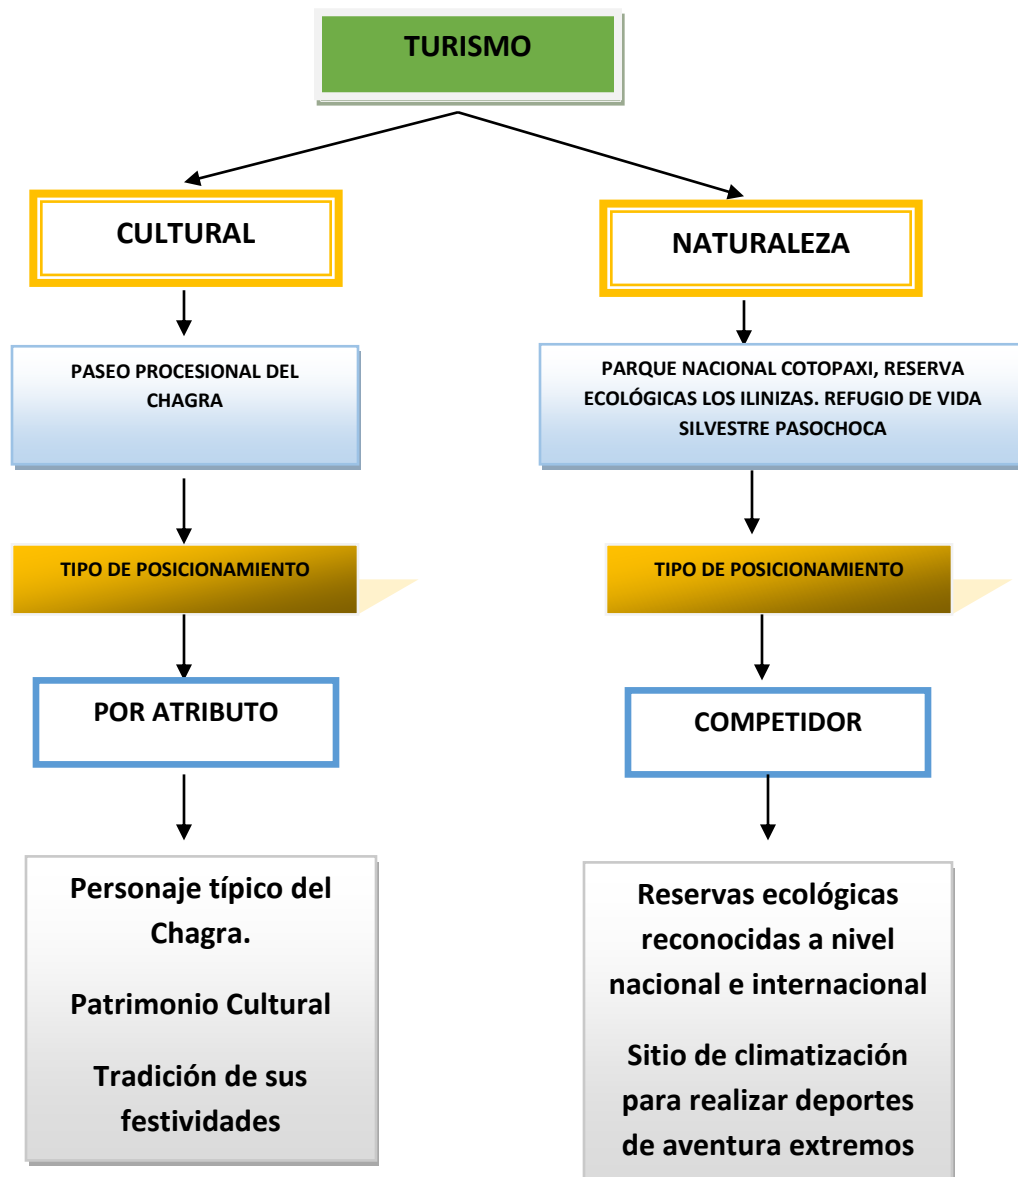 TURISMO
CULTURAL
PASEO PROCESIONAL DEL
CHAGRA
TIPO DE POSICIONAMIENTO
POR ATRIBUTO
Personaje típico del
Chagra.
Patrimonio Cultural
Tradición de sus
festividades
NATURALEZA
PARQUE NACIONAL COTOPAXI, RESERVA
ECOLÓGICAS LOS ILINIZAS. REFUGIO DE VIDA
SILVESTRE PASOCHOCA
TIPO DE POSICIONAMIENTO
COMPETIDOR
Reservas ecológicas
reconocidas a nivel
nacional e internacional
Sitio de climatización
para realizar deportes
de aventura extremos